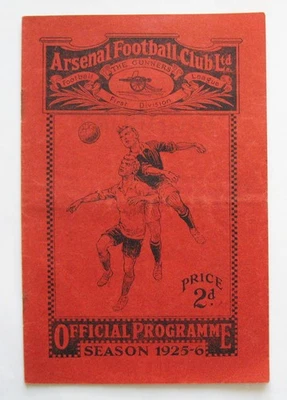 Arsenal Football Club Ltd.
"THE GUNNERS"
Football League
First Division
PRICE
2d.
OFFICIAL PROGRAMME
SEASON 1925-6